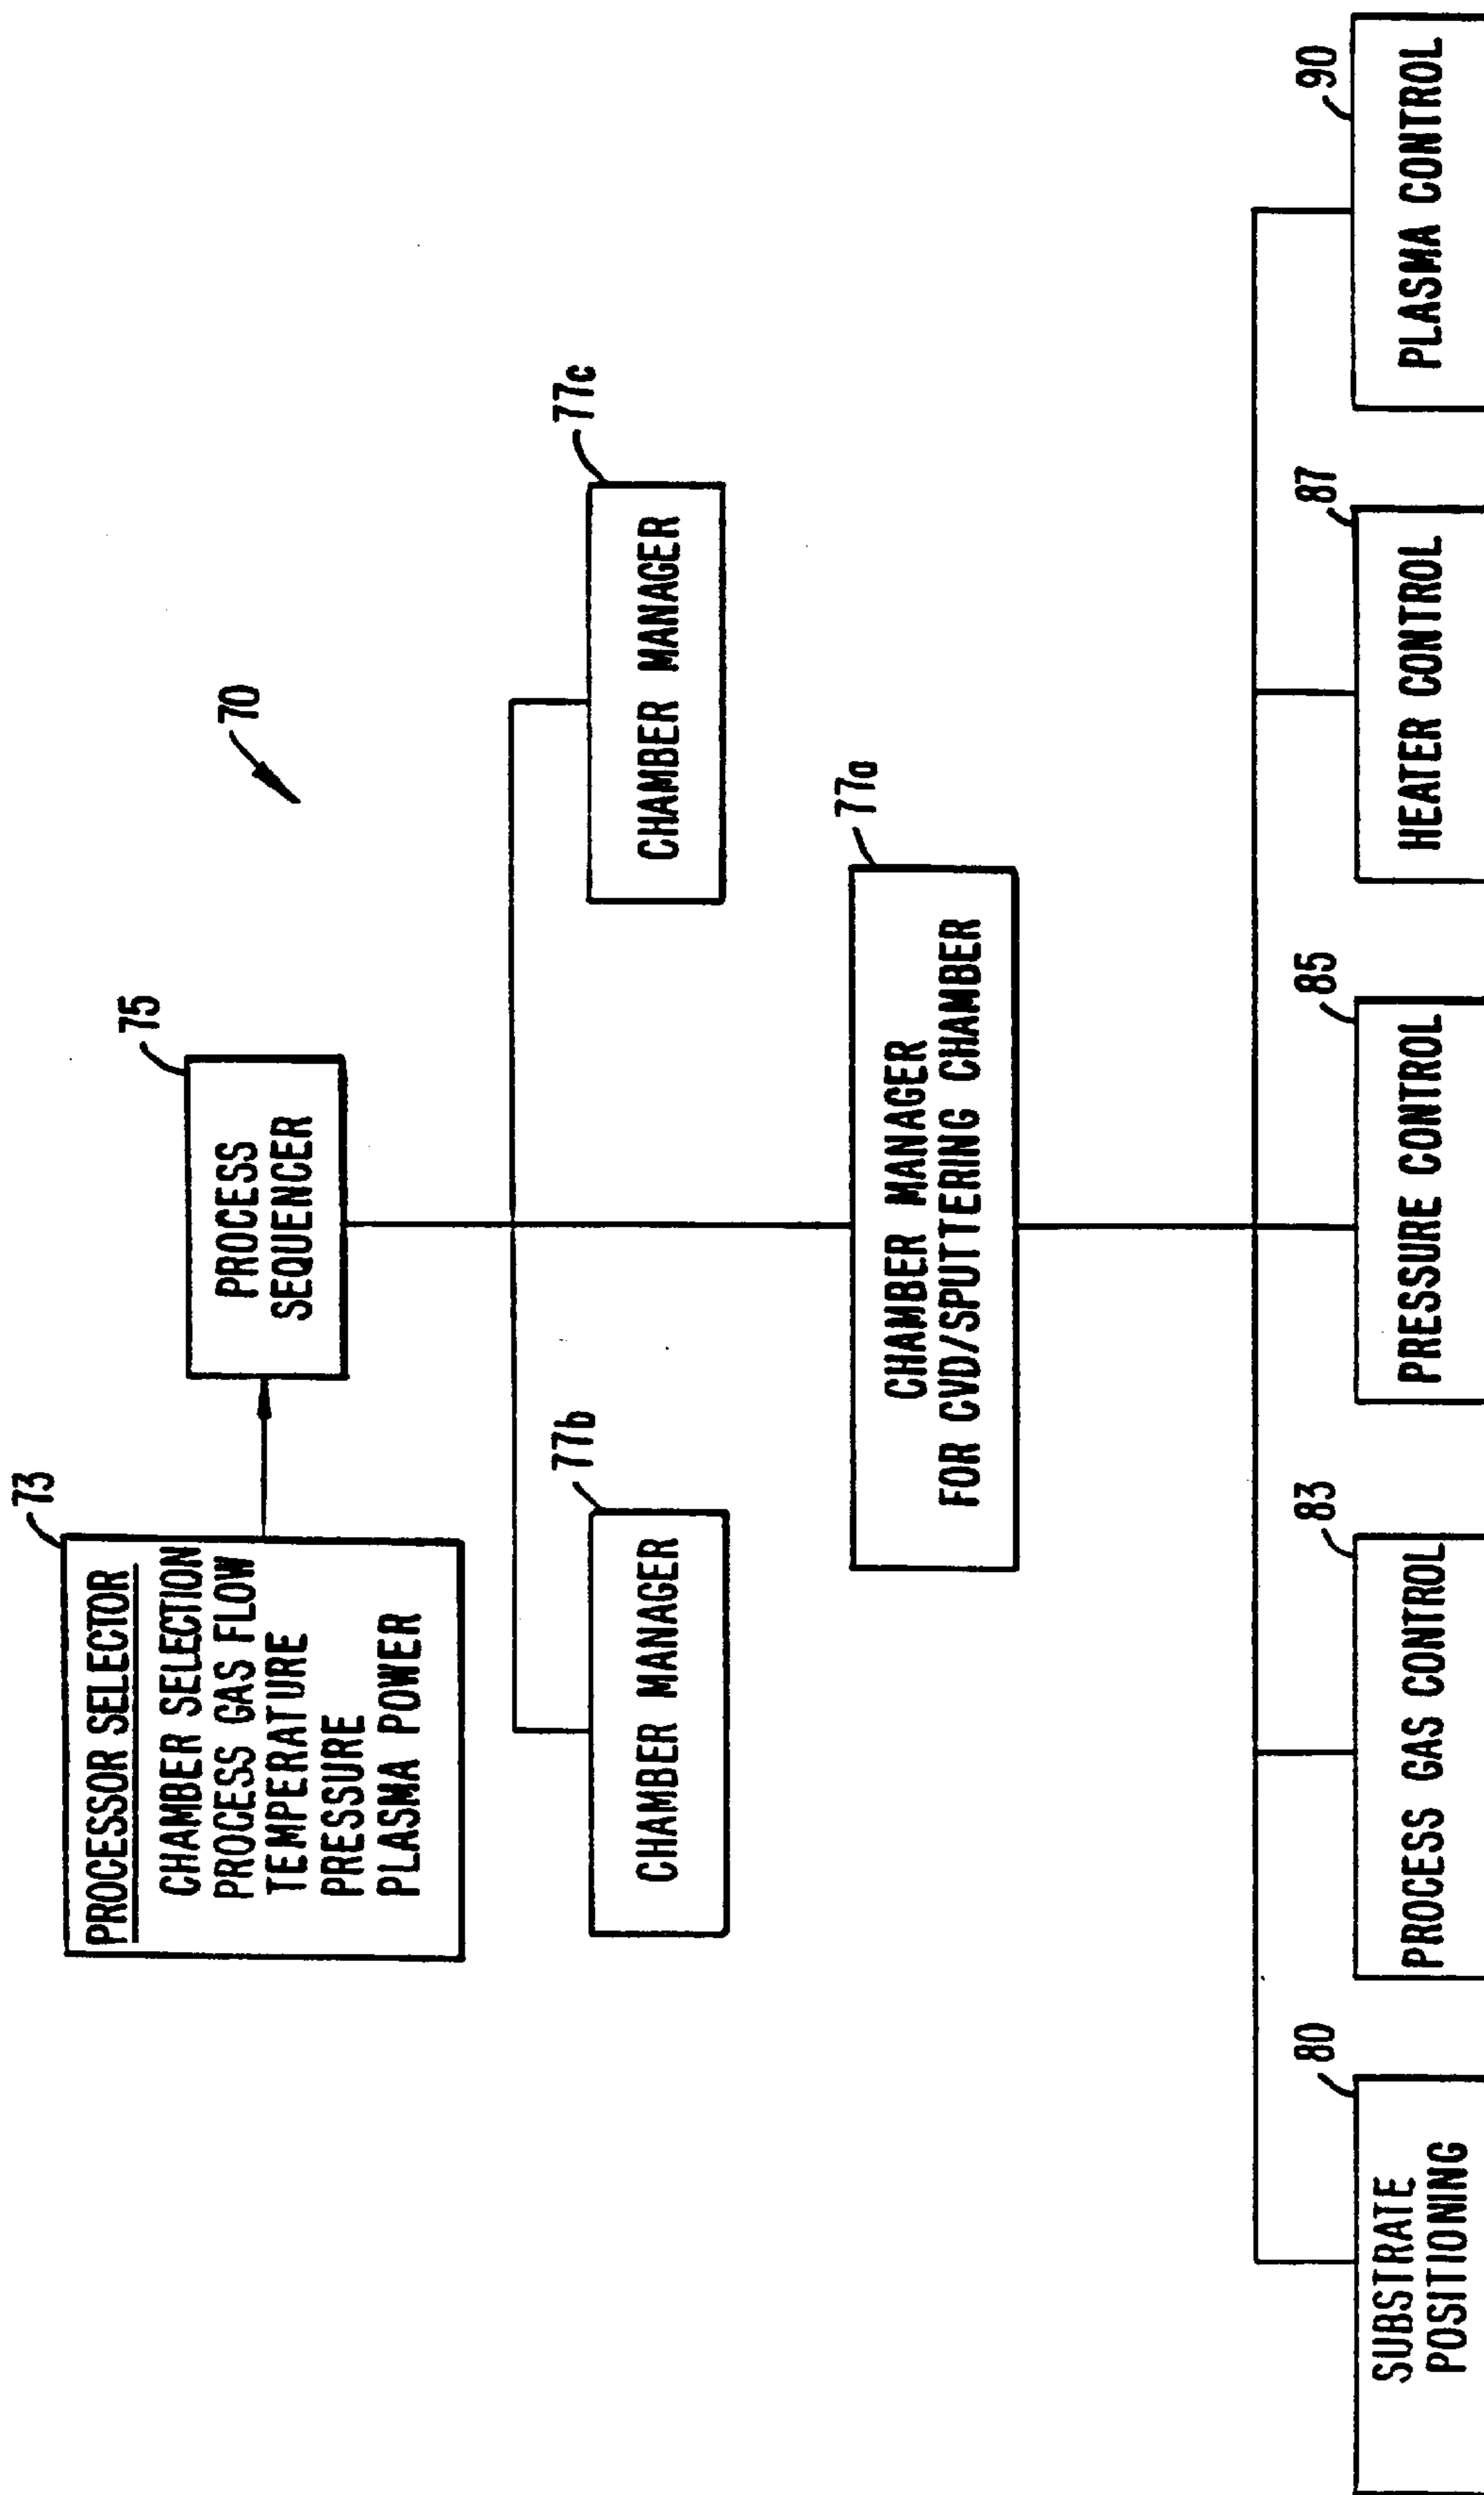 70
73
PROCESSOR SELECTOR
CHAMBER SELECTION
PROCESS GAS FLOW
TEMPERATURE
PRESSURE
PLASMA POWER
75
PROCESS
SEQUENCER
77b
CHAMBER MANAGER
77c
CHAMBER MANAGER
77a
CHAMBER MANAGER
FOR CVD/SPUTTERING CHAMBER
80
SUBSTRATE
POSITIONING
83
PROCESS GAS CONTROL
85
PRESSURE CONTROL
87
HEATER CONTROL
90
PLASMA CONTROL